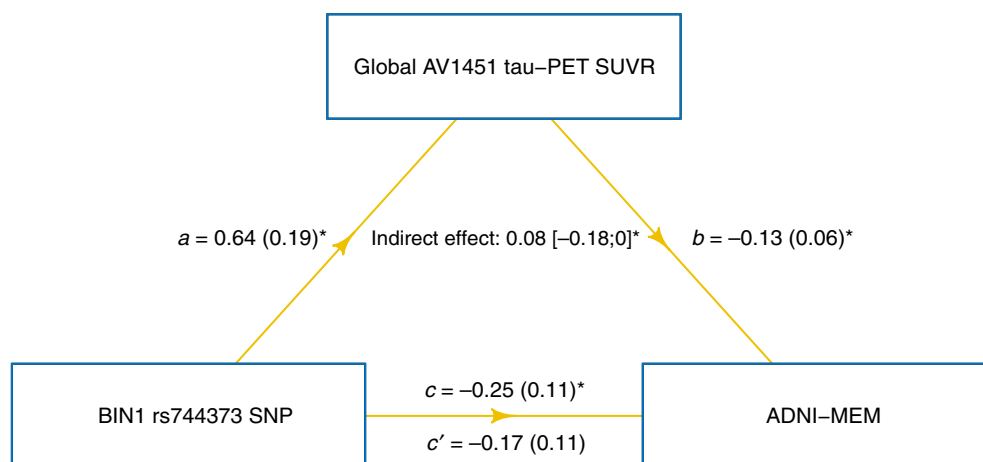 Global AV1451 tau–PET SUVR
a = 0.64 (0.19)*
Indirect effect: 0.08 [–0.18;0]*
b = –0.13 (0.06)*
BIN1 rs744373 SNP
c = –0.25 (0.11)*
c′ = –0.17 (0.11)
ADNI–MEM